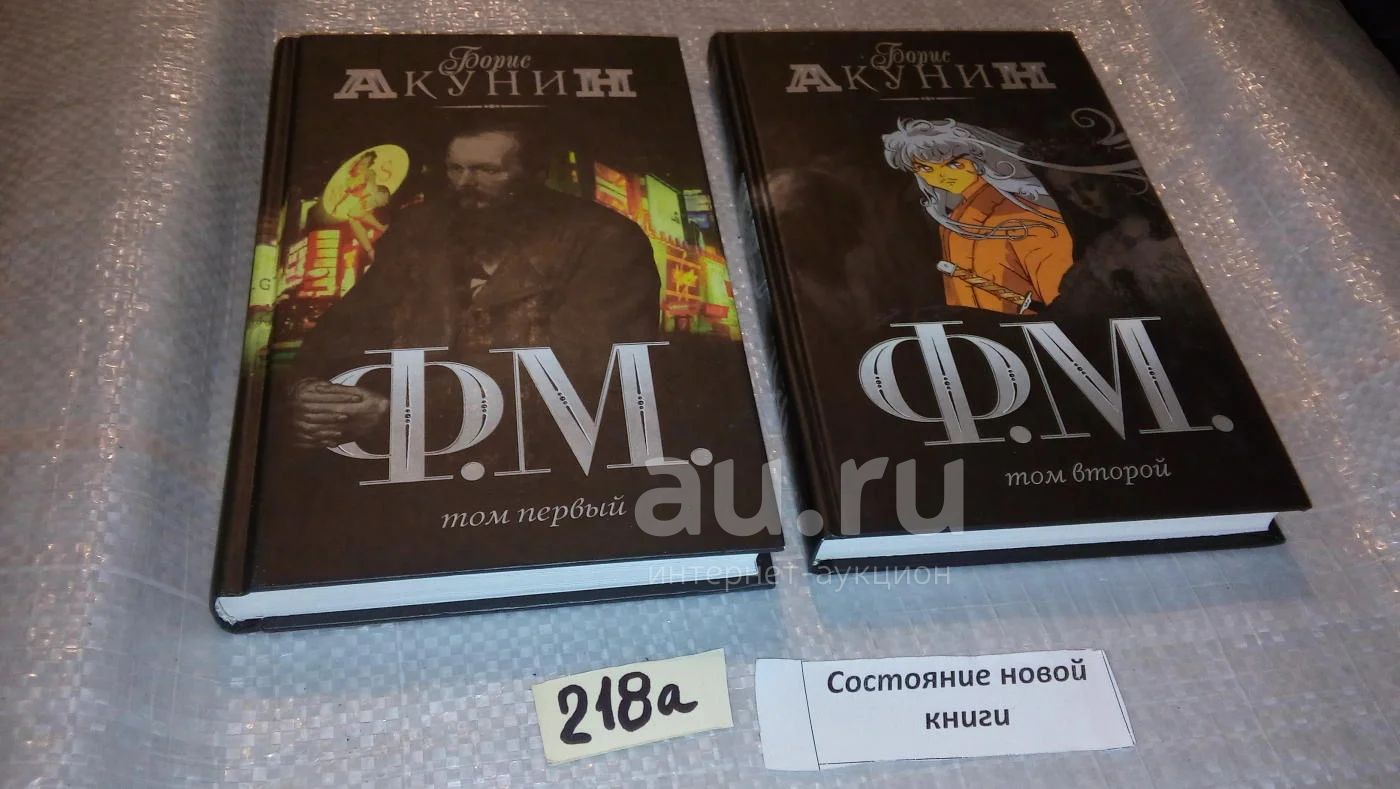 Борис
АКУНИН
Ф.М.
том первый
Борис
АКУНИН
Ф.М.
том второй
S
G
au.ru
интернет-аукцион
218а
Состояние новой
книги